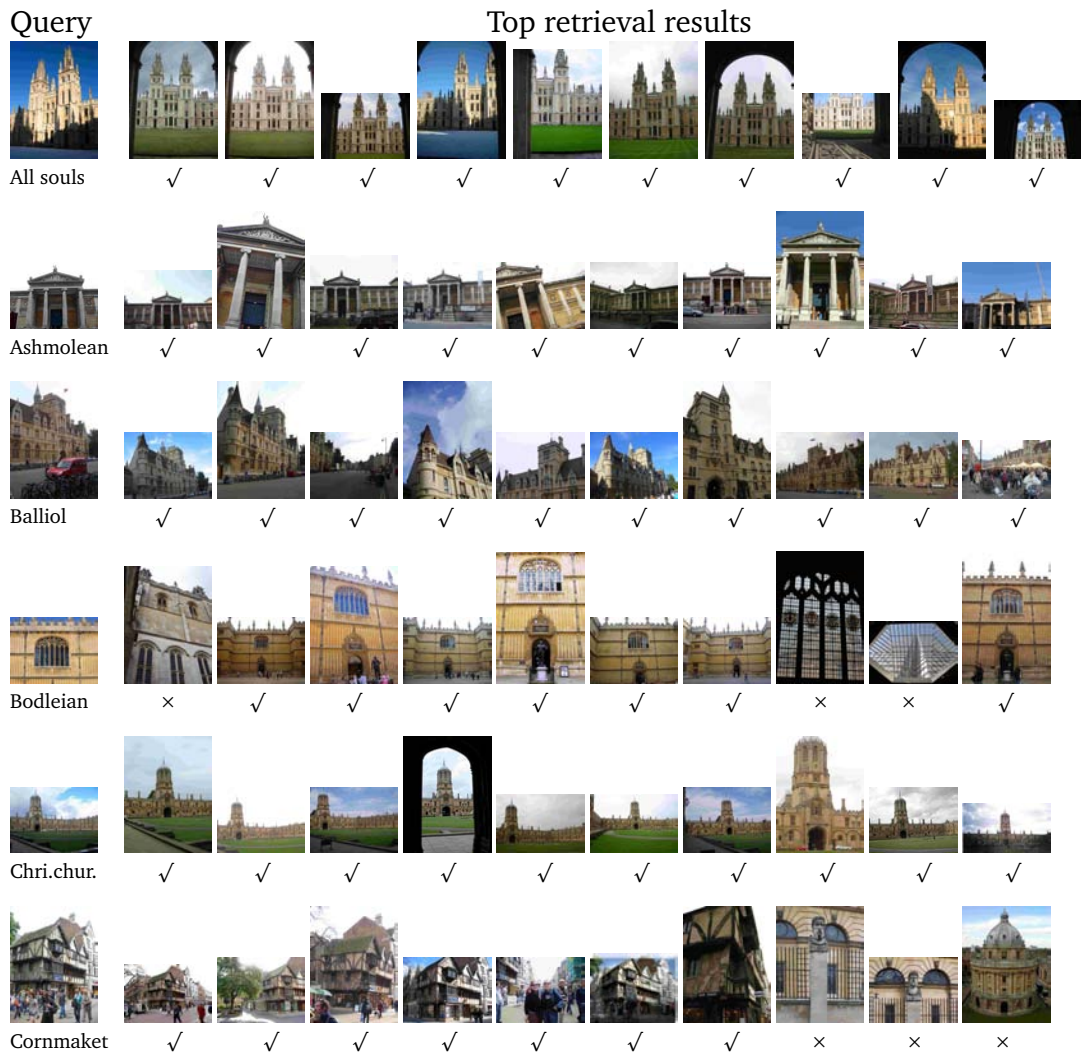 Query Top retrieval results
√ √ √ √ √ √ √ √ √ √
All souls
√ √ √ √ √ √ √ √ √ √
Ashmolean
√ √ √ √ √ √ √ √ √ √
Balliol
× √ √ √ √ √ √ × × √
Bodleian
√ √ √ √ √ √ √ √ √ √
Chri.chur.
√ √ √ √ √ √ √ × × ×
Cornmaket